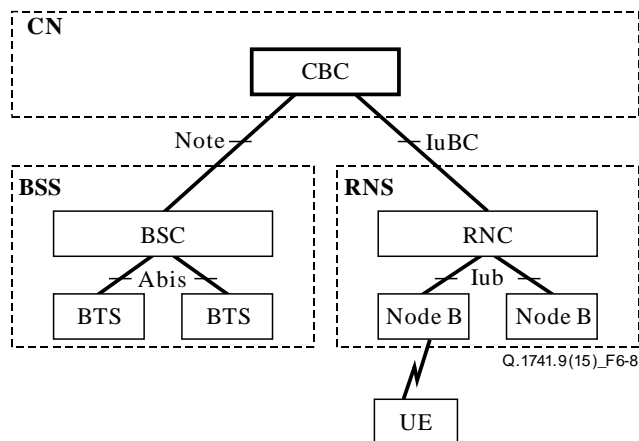 CN
CBC
Note
IuBC
BSS
RNS
BSC
RNC
Abis
Iub
BTS
BTS
Node B
Node B
Q.1741.9(15)_F6-8
UE